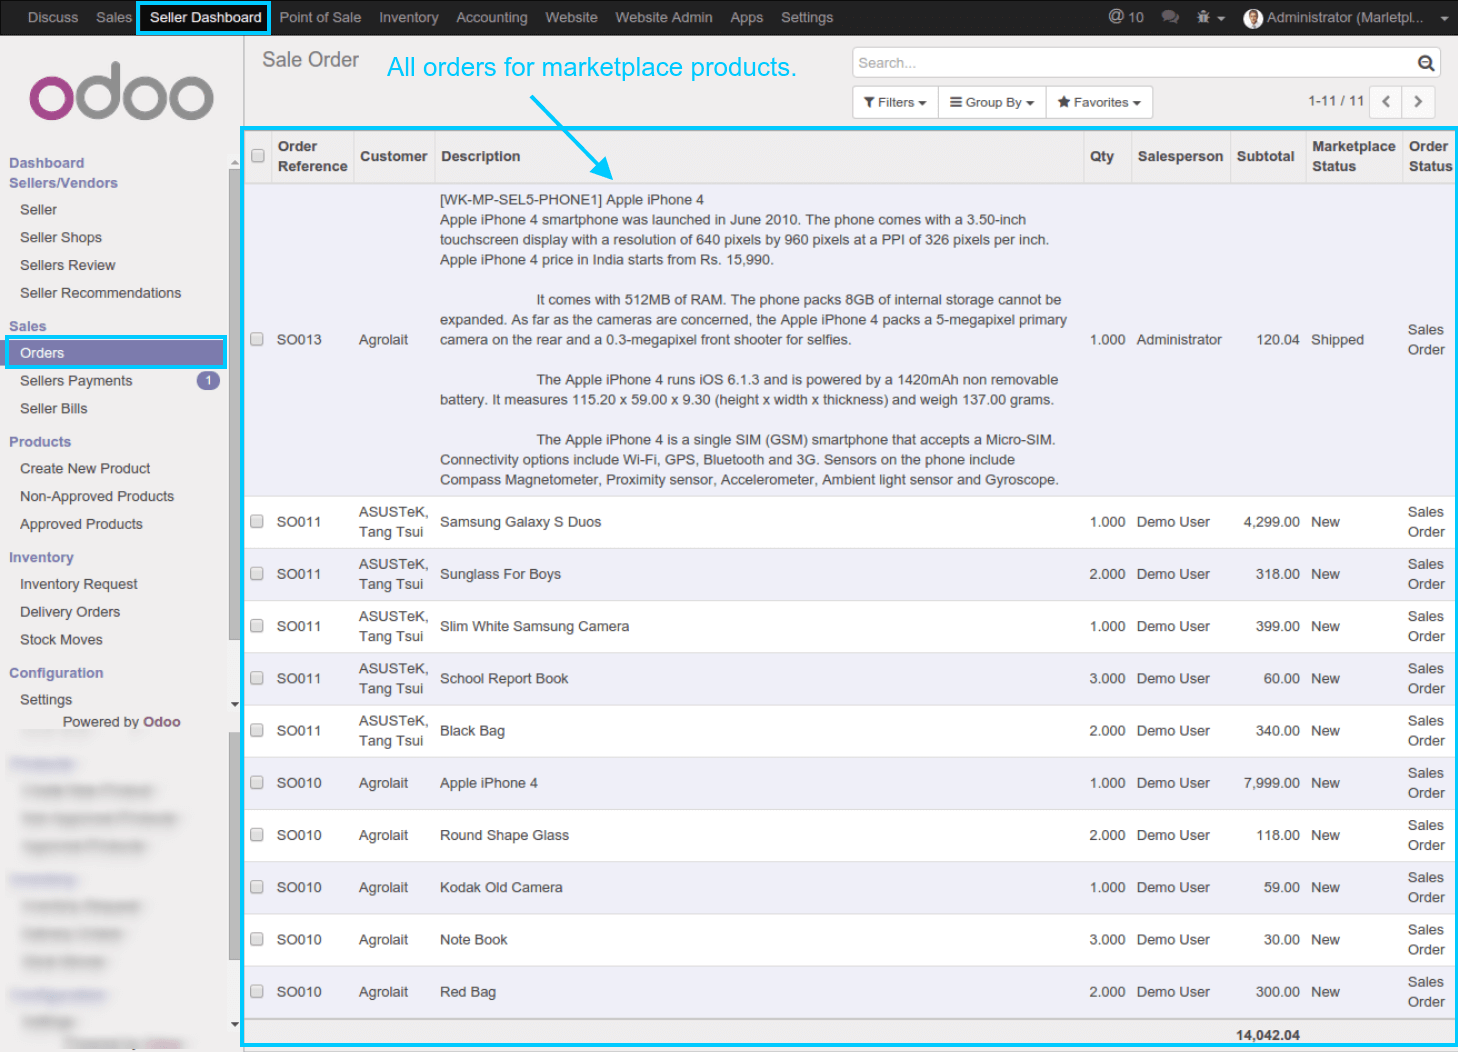 Discuss Sales Seller Dashboard Point of Sale Inventory Accounting Website Website Admin Apps Settings @ 10 Administrator (Marletpl...
odoo
Sale Order
All orders for marketplace products.
Search...
Filters Group By Favorites 1-11 / 11
Dashboard
Sellers/Vendors
Seller
Seller Shops
Sellers Review
Seller Recommendations
Sales
Orders
Sellers Payments 1
Seller Bills
Products
Create New Product
Non-Approved Products
Approved Products
Inventory
Inventory Request
Delivery Orders
Stock Moves
Configuration
Settings
Powered by Odoo
Order Reference Customer Description Qty Salesperson Subtotal Marketplace Status Order Status
[WK-MP-SEL5-PHONE1] Apple iPhone 4
Apple iPhone 4 smartphone was launched in June 2010. The phone comes with a 3.50-inch
touchscreen display with a resolution of 640 pixels by 960 pixels at a PPI of 326 pixels per inch.
Apple iPhone 4 price in India starts from Rs. 15,990.
It comes with 512MB of RAM. The phone packs 8GB of internal storage cannot be
expanded. As far as the cameras are concerned, the Apple iPhone 4 packs a 5-megapixel primary
SO013 Agrolait camera on the rear and a 0.3-megapixel front shooter for selfies. 1.000 Administrator 120.04 Shipped Sales Order
The Apple iPhone 4 runs iOS 6.1.3 and is powered by a 1420mAh non removable
battery. It measures 115.20 x 59.00 x 9.30 (height x width x thickness) and weigh 137.00 grams.
The Apple iPhone 4 is a single SIM (GSM) smartphone that accepts a Micro-SIM.
Connectivity options include Wi-Fi, GPS, Bluetooth and 3G. Sensors on the phone include
Compass Magnetometer, Proximity sensor, Accelerometer, Ambient light sensor and Gyroscope.
SO011 ASUSTeK, Tang Tsui Samsung Galaxy S Duos 1.000 Demo User 4,299.00 New Sales Order
SO011 ASUSTeK, Tang Tsui Sunglass For Boys 2.000 Demo User 318.00 New Sales Order
SO011 ASUSTeK, Tang Tsui Slim White Samsung Camera 1.000 Demo User 399.00 New Sales Order
SO011 ASUSTeK, Tang Tsui School Report Book 3.000 Demo User 60.00 New Sales Order
SO011 ASUSTeK, Tang Tsui Black Bag 2.000 Demo User 340.00 New Sales Order
SO010 Agrolait Apple iPhone 4 1.000 Demo User 7,999.00 New Sales Order
SO010 Agrolait Round Shape Glass 2.000 Demo User 118.00 New Sales Order
SO010 Agrolait Kodak Old Camera 1.000 Demo User 59.00 New Sales Order
SO010 Agrolait Note Book 3.000 Demo User 30.00 New Sales Order
SO010 Agrolait Red Bag 2.000 Demo User 300.00 New Sales Order
14,042.04